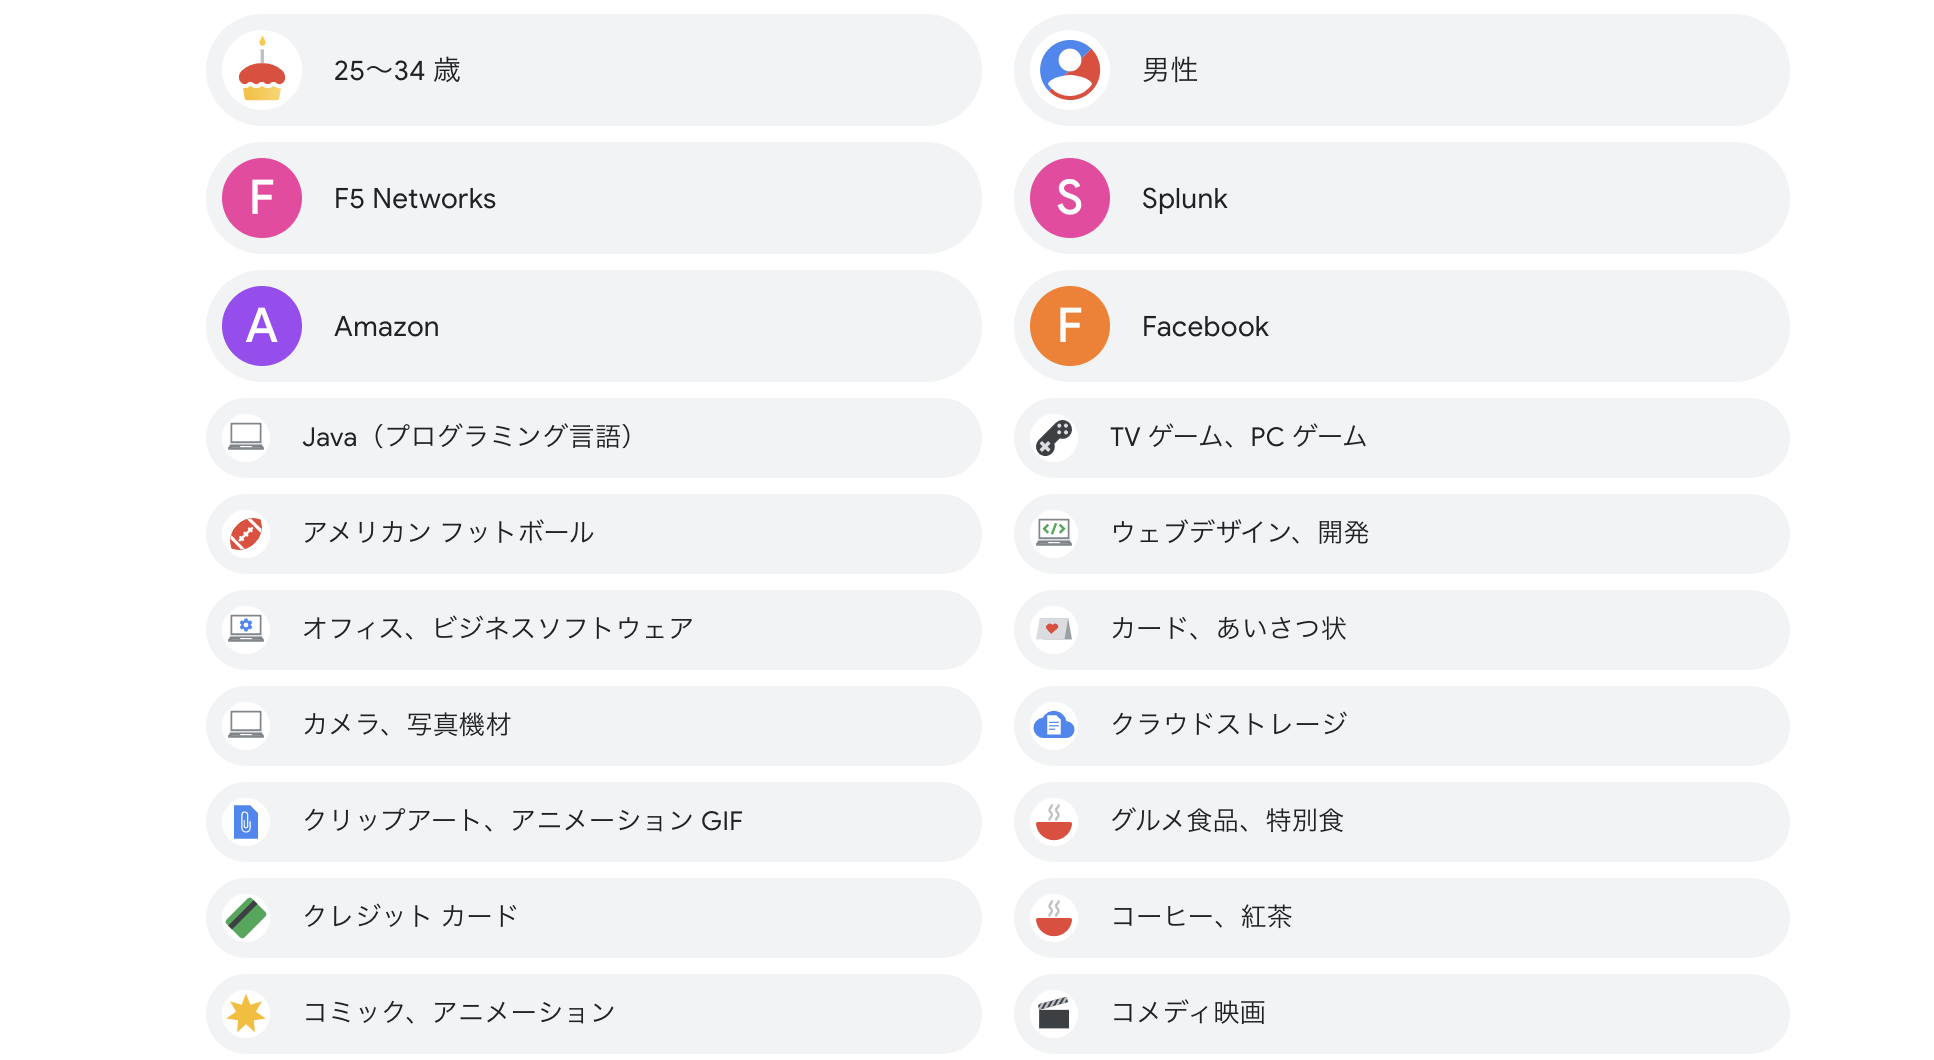 25〜34 歳
男性
F
F5 Networks
S
Splunk
A
Amazon
F
Facebook
Java（プログラミング言語）
TV ゲーム、PC ゲーム
アメリカン フットボール
ウェブデザイン、開発
オフィス、ビジネスソフトウェア
カード、あいさつ状
カメラ、写真機材
クラウドストレージ
クリップアート、アニメーション GIF
グルメ食品、特別食
クレジット カード
コーヒー、紅茶
コミック、アニメーション
コメディ映画